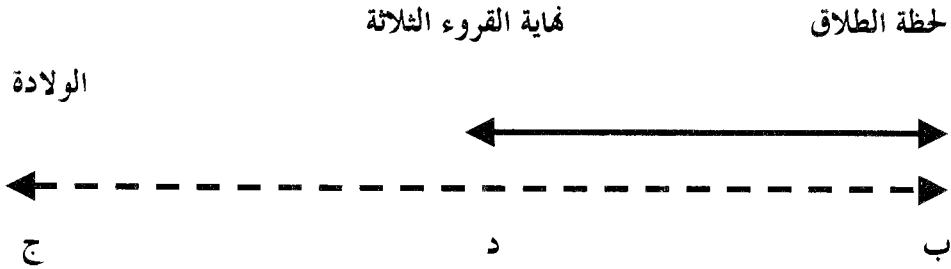 لحظة الطلاق نهاية القروء الثلاثة
الولادة
ب د ج